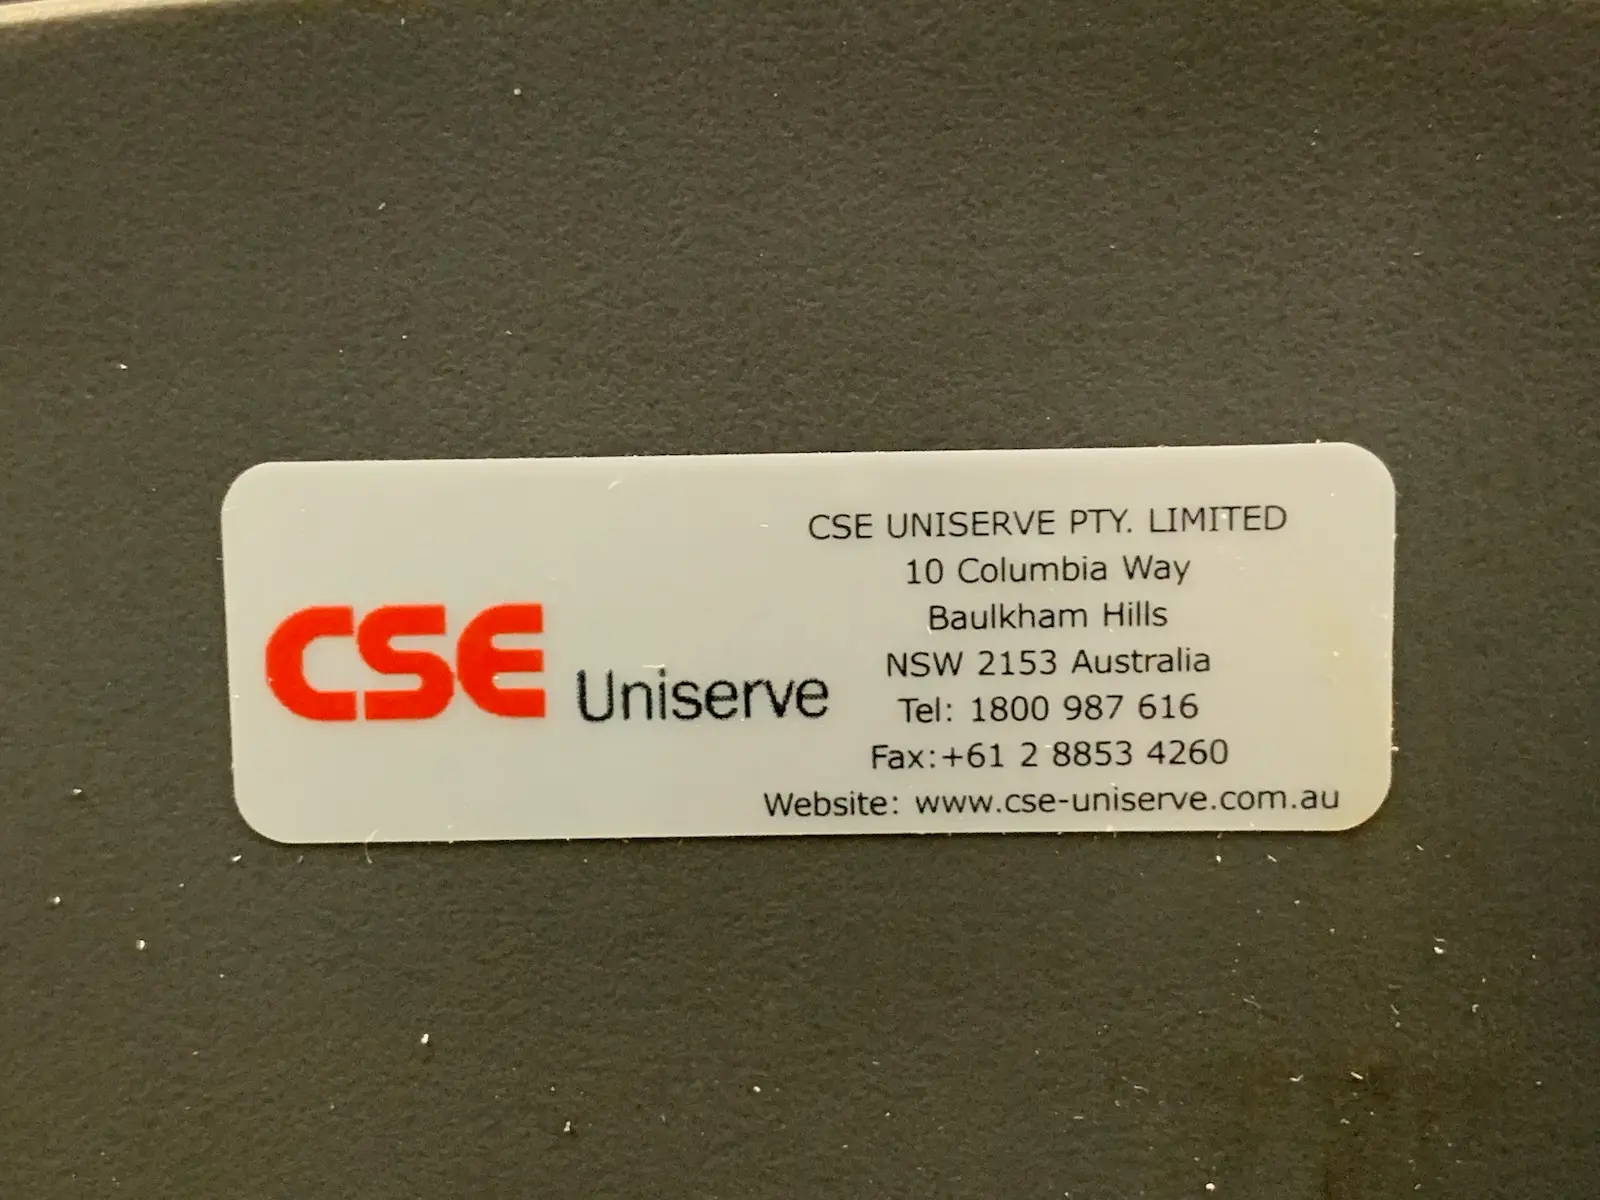 CSE Uniserve
CSE UNISERVE PTY. LIMITED
10 Columbia Way
Baulkham Hills
NSW 2153 Australia
Tel: 1800 987 616
Fax:+61 2 8853 4260
Website: www.cse-uniserve.com.au